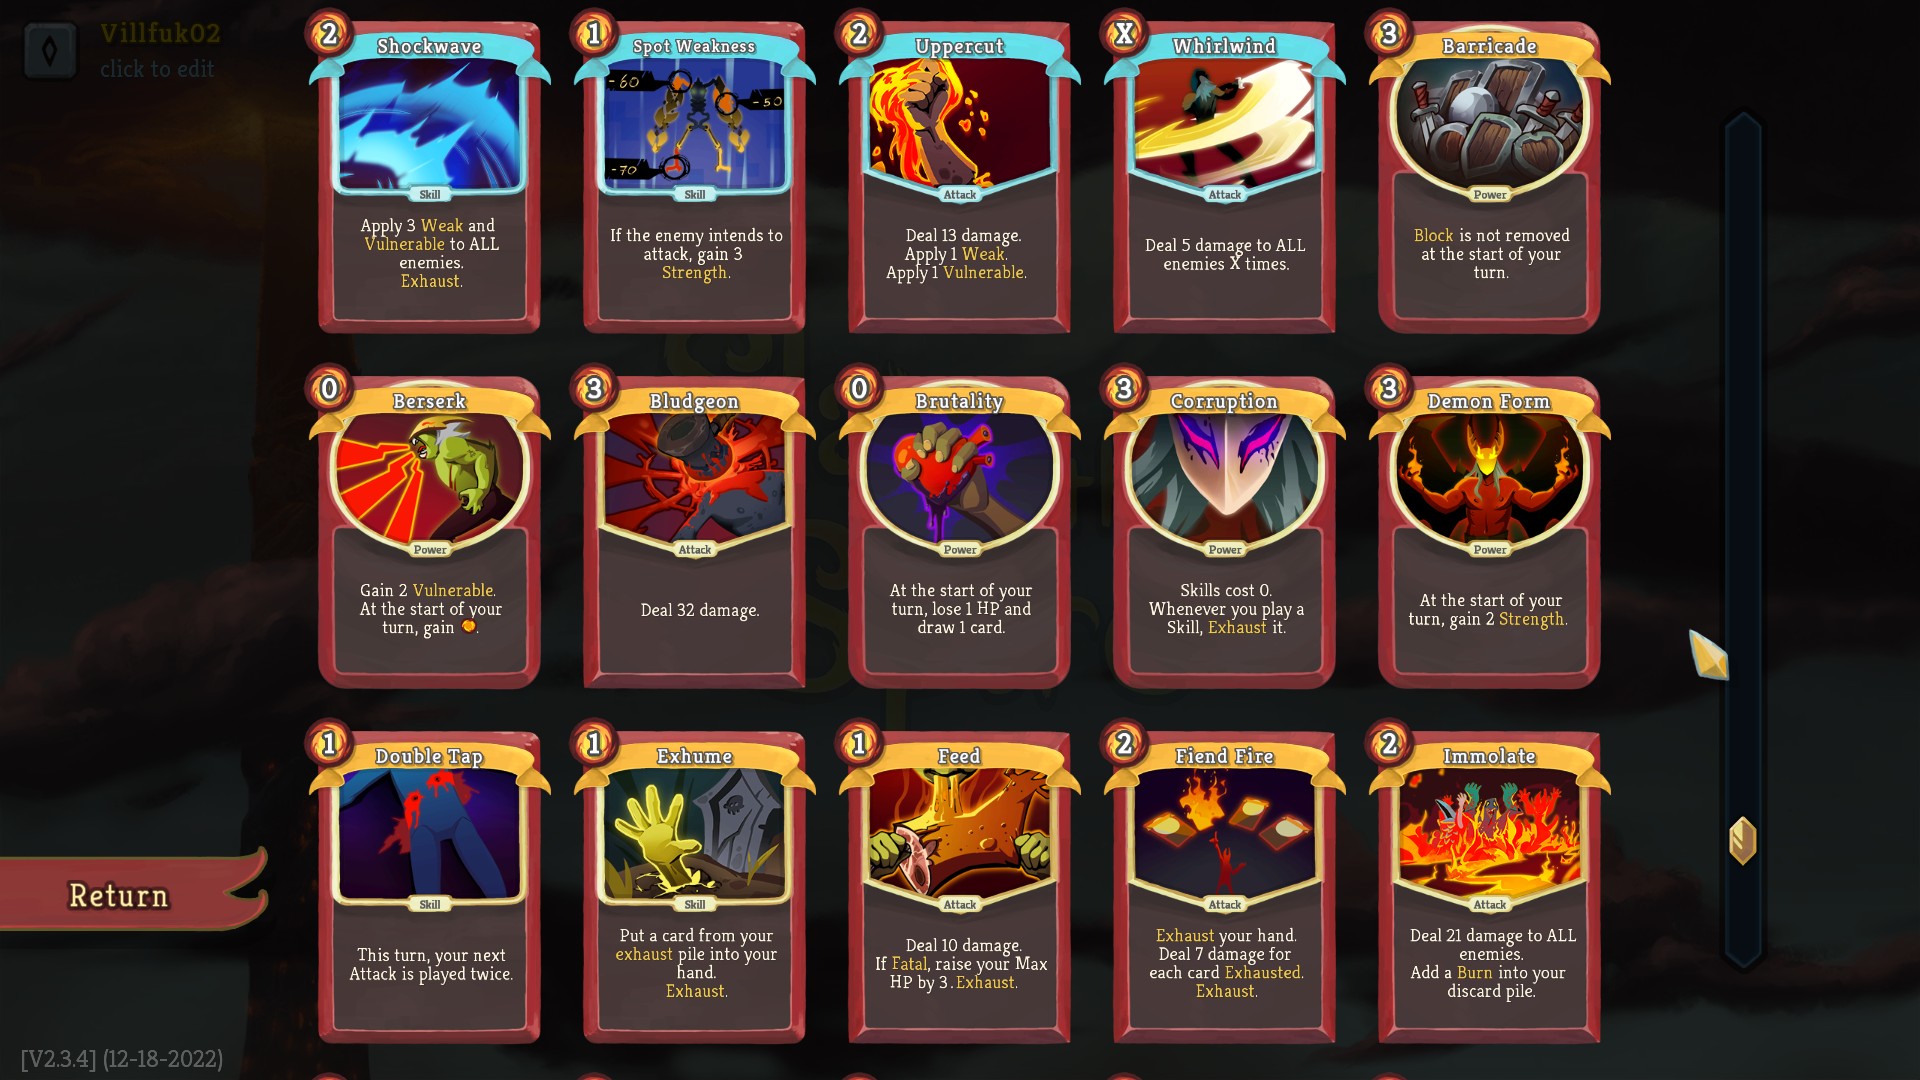 Villfuk02
click to edit
2
Shockwave
Skill
Apply 3 Weak and
Vulnerable to ALL
enemies.
Exhaust.
1
Spot Weakness
-60
-50
-70
Skill
If the enemy intends to
attack, gain 3
Strength.
2
Uppercut
Attack
Deal 13 damage.
Apply 1 Weak.
Apply 1 Vulnerable.
X
Whirlwind
Attack
Deal 5 damage to ALL
enemies X times.
3
Barricade
Power
Block is not removed
at the start of your
turn.
0
Berserk
Power
Gain 2 Vulnerable.
At the start of your
turn, gain .
3
Bludgeon
Attack
Deal 32 damage.
0
Brutality
Power
At the start of your
turn, lose 1 HP and
draw 1 card.
3
Corruption
Power
Skills cost 0.
Whenever you play a
Skill, Exhaust it.
3
Demon Form
Power
At the start of your
turn, gain 2 Strength.
1
Double Tap
Skill
This turn, your next
Attack is played twice.
1
Exhume
Skill
Put a card from your
exhaust pile into your
hand.
Exhaust.
1
Feed
Attack
Deal 10 damage.
If Fatal, raise your Max
HP by 3. Exhaust.
2
Fiend Fire
Attack
Exhaust your hand.
Deal 7 damage for
each card Exhausted.
Exhaust.
2
Immolate
Attack
Deal 21 damage to ALL
enemies.
Add a Burn into your
discard pile.
Return
[V2.3.4] (12-18-2022)